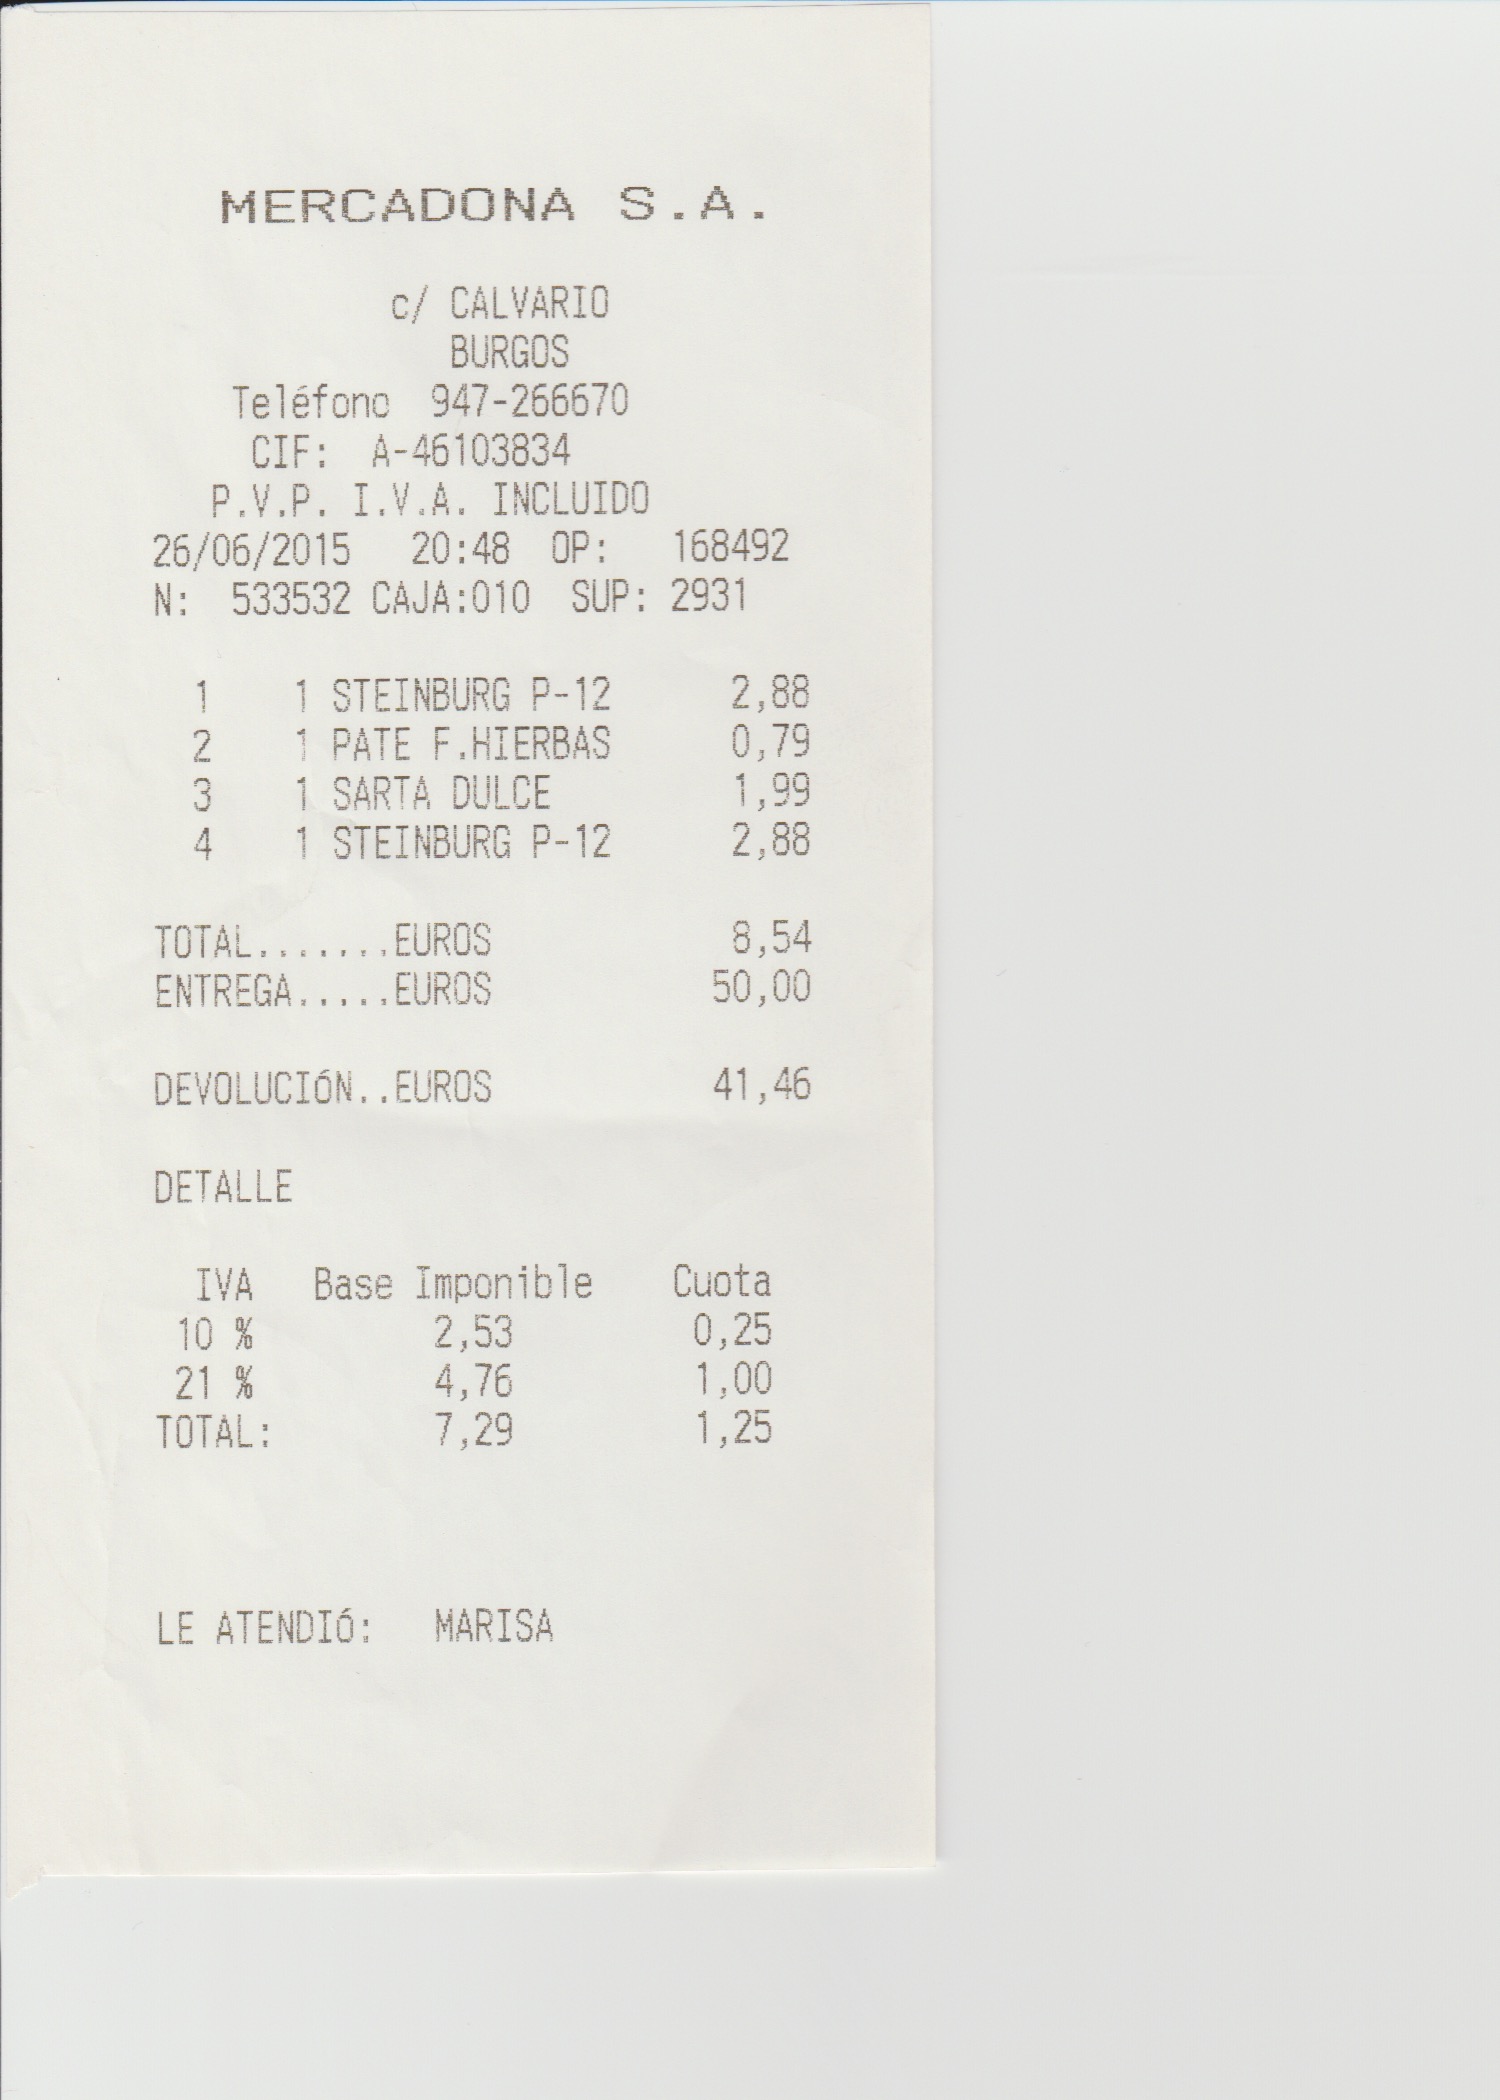 MERCADONA S.A.
c/ CALVARIO
BURGOS
Teléfono 947-266670
CIF: A-46103834
P.V.P. I.V.A. INCLUIDO
26/06/2015 20:48 OP: 168492
N: 533532 CAJA:010 SUP: 2931
1 1 STEINBURG P-12 2,88
2 1 PATE F.HIERBAS 0,79
3 1 SARTA DULCE 1,99
4 1 STEINBURG P-12 2,88
TOTAL.......EUROS 8,54
ENTREGA.....EUROS 50,00
DEVOLUCIÓN..EUROS 41,46
DETALLE
IVA Base Imponible Cuota
10 % 2,53 0,25
21 % 4,76 1,00
TOTAL: 7,29 1,25
LE ATENDIÓ: MARISA